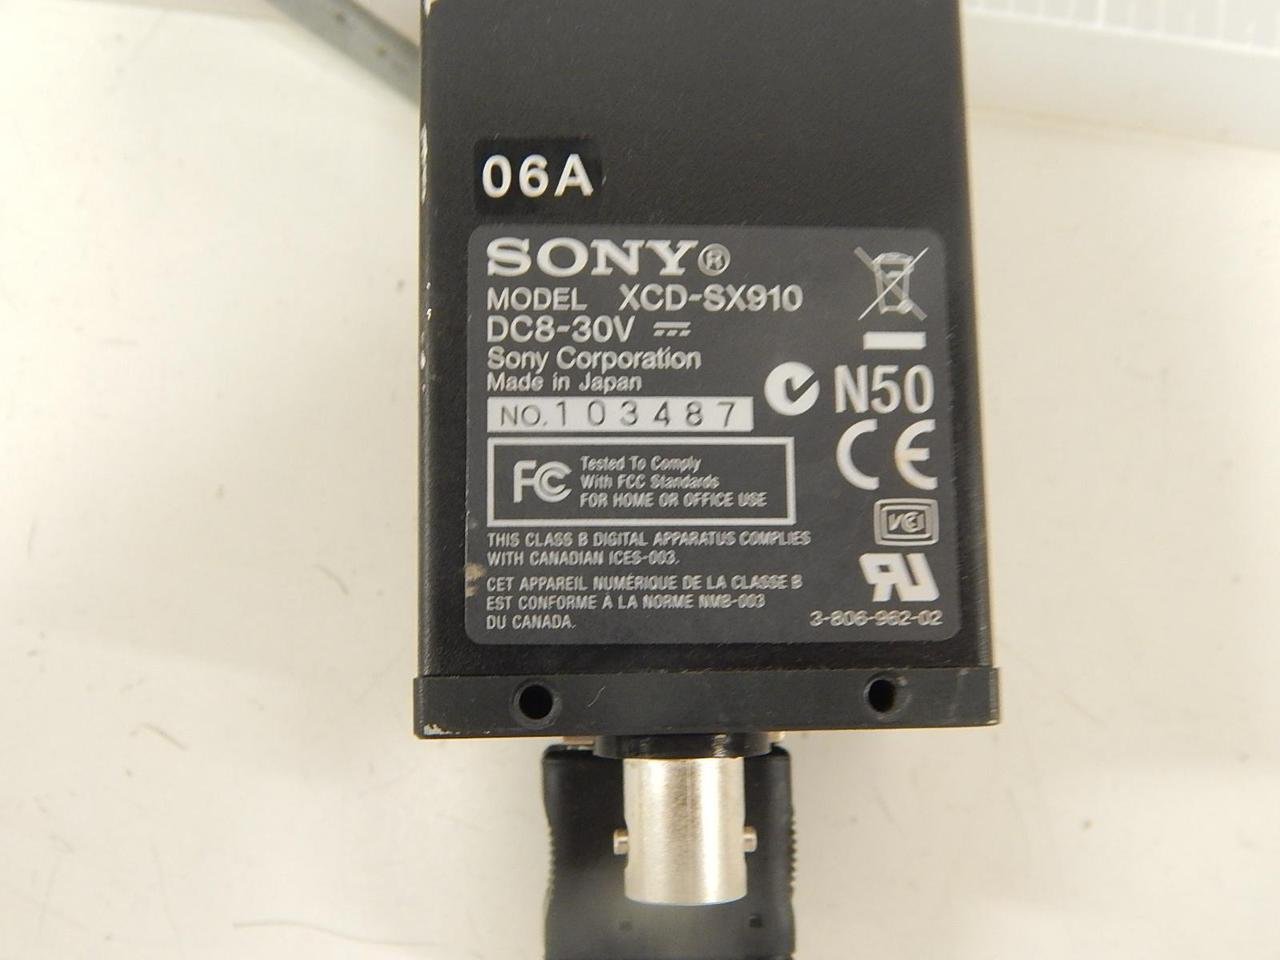 06A
SONY®
MODEL XCD-SX910
DC8-30V
Sony Corporation
Made in Japan
NO. 103487
N50
CE
FC Tested To Comply
With FCC Standards
FOR HOME OR OFFICE USE
VCI
THIS CLASS B DIGITAL APPARATUS COMPLIES
WITH CANADIAN ICES-003.
CET APPAREIL NUMÉRIQUE DE LA CLASSE B
EST CONFORME À LA NORME NMB-003
DU CANADA.
3-806-962-02